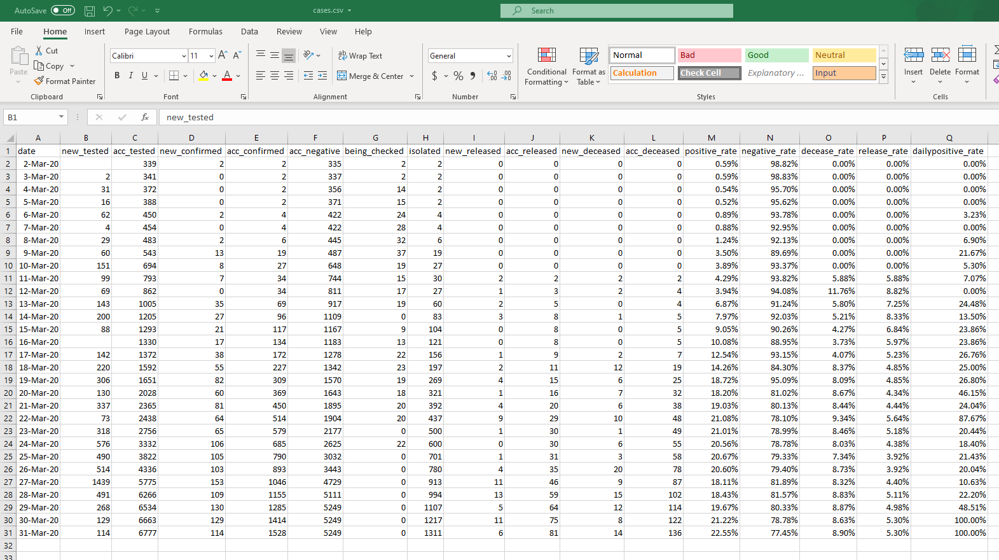 AutoSave Off cases.csv Search
File Home Insert Page Layout Formulas Data Review View Help
Paste Cut Copy Format Painter
Calibri 11 A A B I U A
Wrap Text Merge & Center
General $ % 9 .00 .00
Conditional Formatting Format as Table
Normal Bad Good Neutral
Calculation Check Cell Explanatory ... Input
Insert Delete Format
Clipboard Font Alignment Number Styles Cells
B1 fx new_tested
A B C D E F G H I J K L M N O P Q
1 date new_tested acc_tested new_confirmed acc_confirmed acc_negative being_checked isolated new_released acc_released new_deceased acc_deceased positive_rate negative_rate decease_rate release_rate dailypositive_rate
2 2-Mar-20 339 2 2 335 2 2 0 0 0 0 0.59% 98.82% 0.00% 0.00% 0.00%
3 3-Mar-20 2 341 0 2 337 2 2 0 0 0 0 0.59% 98.83% 0.00% 0.00% 0.00%
4 4-Mar-20 31 372 0 2 356 14 2 0 0 0 0 0.54% 95.70% 0.00% 0.00% 0.00%
5 5-Mar-20 16 388 0 2 371 15 2 0 0 0 0 0.52% 95.62% 0.00% 0.00% 0.00%
6 6-Mar-20 62 450 2 4 422 24 4 0 0 0 0 0.89% 93.78% 0.00% 0.00% 3.23%
7 7-Mar-20 4 454 0 4 422 28 4 0 0 0 0 0.88% 92.95% 0.00% 0.00% 0.00%
8 8-Mar-20 29 483 2 6 445 32 6 0 0 0 0 1.24% 92.13% 0.00% 0.00% 6.90%
9 9-Mar-20 60 543 13 19 487 37 19 0 0 0 0 3.50% 89.69% 0.00% 0.00% 21.67%
10 10-Mar-20 151 694 8 27 648 19 27 0 0 0 0 3.89% 93.37% 0.00% 0.00% 5.30%
11 11-Mar-20 99 793 7 34 744 15 30 2 2 2 2 4.29% 93.82% 5.88% 5.88% 7.07%
12 12-Mar-20 69 862 0 34 811 17 27 1 3 2 4 3.94% 94.08% 11.76% 8.82% 0.00%
13 13-Mar-20 143 1005 35 69 917 19 60 2 5 0 4 6.87% 91.24% 5.80% 7.25% 24.48%
14 14-Mar-20 200 1205 27 96 1109 0 83 3 8 1 5 7.97% 92.03% 5.21% 8.33% 13.50%
15 15-Mar-20 88 1293 21 117 1167 9 104 0 8 0 5 9.05% 90.26% 4.27% 6.84% 23.86%
16 16-Mar-20 1330 17 134 1183 13 121 0 8 0 5 10.08% 88.95% 3.73% 5.97% 23.86%
17 17-Mar-20 142 1372 38 172 1278 22 156 1 9 2 7 12.54% 93.15% 4.07% 5.23% 26.76%
18 18-Mar-20 220 1592 55 227 1342 23 197 2 11 12 19 14.26% 84.30% 8.37% 4.85% 25.00%
19 19-Mar-20 306 1651 82 309 1570 19 269 4 15 6 25 18.72% 95.09% 8.09% 4.85% 26.80%
20 20-Mar-20 130 2028 60 369 1643 18 321 1 16 7 32 18.20% 81.02% 8.67% 4.34% 46.15%
21 21-Mar-20 337 2365 81 450 1895 20 392 4 20 6 38 19.03% 80.13% 8.44% 4.44% 24.04%
22 22-Mar-20 73 2438 64 514 1904 20 437 9 29 10 48 21.08% 78.10% 9.34% 5.64% 87.67%
23 23-Mar-20 318 2756 65 579 2177 0 500 1 30 1 49 21.01% 78.99% 8.46% 5.18% 20.44%
24 24-Mar-20 576 3332 106 685 2625 22 600 0 30 6 55 20.56% 78.78% 8.03% 4.38% 18.40%
25 25-Mar-20 490 3822 105 790 3032 0 701 1 31 3 58 20.67% 79.33% 7.34% 3.92% 21.43%
26 26-Mar-20 514 4336 103 893 3443 0 780 4 35 20 78 20.60% 79.40% 8.73% 3.92% 20.04%
27 27-Mar-20 1439 5775 153 1046 4729 0 913 11 46 9 87 18.11% 81.89% 8.32% 4.40% 10.63%
28 28-Mar-20 491 6266 109 1155 5111 0 994 13 59 15 102 18.43% 81.57% 8.83% 5.11% 22.20%
29 29-Mar-20 268 6534 130 1285 5249 0 1107 5 64 12 114 19.67% 80.33% 8.87% 4.98% 48.51%
30 30-Mar-20 129 6663 129 1414 5249 0 1217 11 75 8 122 21.22% 78.78% 8.63% 5.30% 100.00%
31 31-Mar-20 114 6777 114 1528 5249 0 1311 6 81 14 136 22.55% 77.45% 8.90% 5.30% 100.00%
32
33